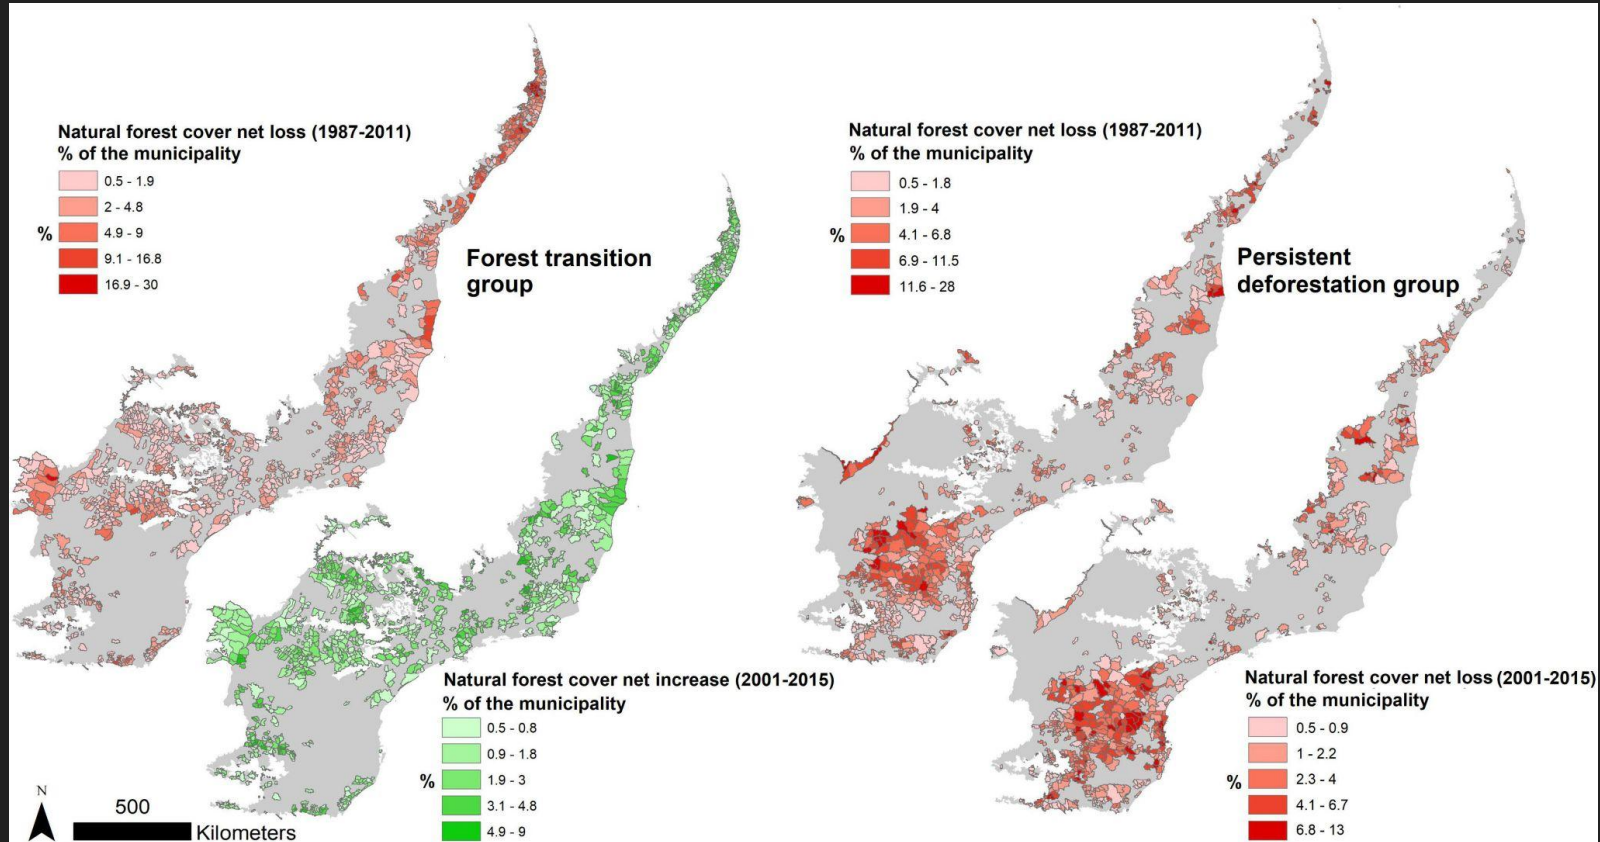 Natural forest cover net loss (1987-2011)
% of the municipality
0.5 - 1.9
2 - 4.8
% 4.9 - 9
9.1 - 16.8
16.9 - 30
Forest transition
group
Natural forest cover net increase (2001-2015)
% of the municipality
0.5 - 0.8
0.9 - 1.8
% 1.9 - 3
3.1 - 4.8
4.9 - 9
N
500
Kilometers
Natural forest cover net loss (1987-2011)
% of the municipality
0.5 - 1.8
1.9 - 4
% 4.1 - 6.8
6.9 - 11.5
11.6 - 28
Persistent
deforestation group
Natural forest cover net loss (2001-2015)
% of the municipality
0.5 - 0.9
1 - 2.2
% 2.3 - 4
4.1 - 6.7
6.8 - 13